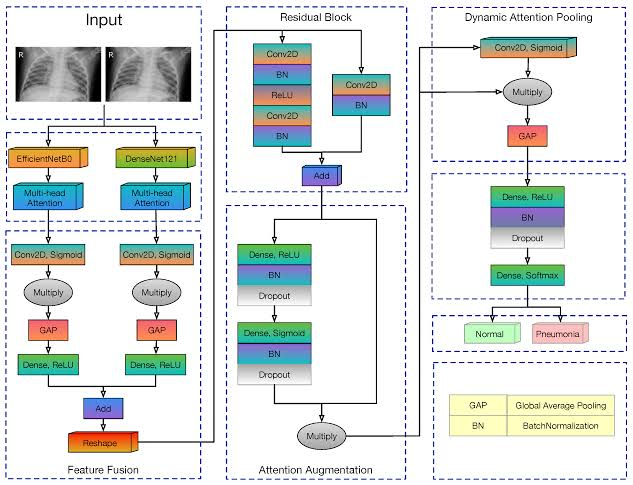 Input
R
R
EfficientNetB0
DenseNet121
Multi-head
Attention
Multi-head
Attention
Conv2D, Sigmoid
Conv2D, Sigmoid
Multiply
Multiply
GAP
GAP
Dense, ReLU
Dense, ReLU
Add
Reshape
Feature Fusion
Residual Block
Conv2D
BN
ReLU
Conv2D
BN
Conv2D
BN
Add
Dense, ReLU
BN
Dropout
Dense, Sigmoid
BN
Dropout
Multiply
Attention Augmentation
Dynamic Attention Pooling
Conv2D, Sigmoid
Multiply
GAP
Dense, ReLU
BN
Dropout
Dense, Softmax
Normal
Pneumonia
GAP Global Average Pooling
BN BatchNormalization